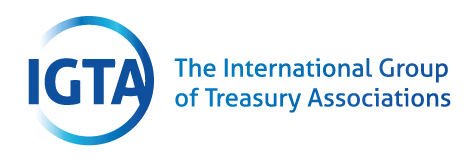 IGTA
The International Group
of Treasury Associations